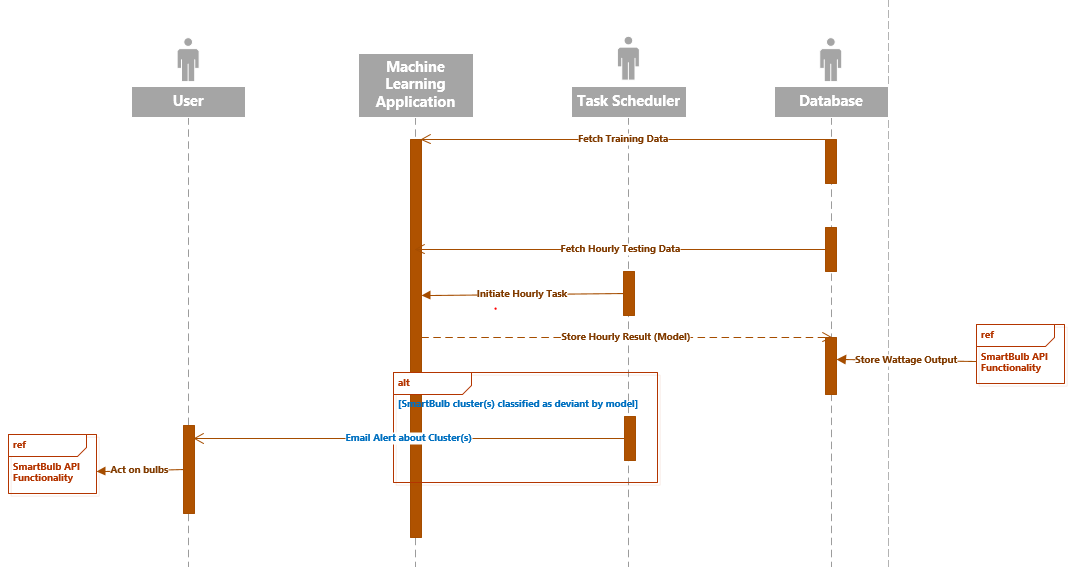 User
Machine
Learning
Application
Task Scheduler
Database
Fetch Training Data
Fetch Hourly Testing Data
Initiate Hourly Task
Store Hourly Result (Model)
ref
SmartBulb API
Functionality
Store Wattage Output
alt
[SmartBulb cluster(s) classified as deviant by model]
Email Alert about Cluster(s)
ref
SmartBulb API
Functionality
Act on bulbs